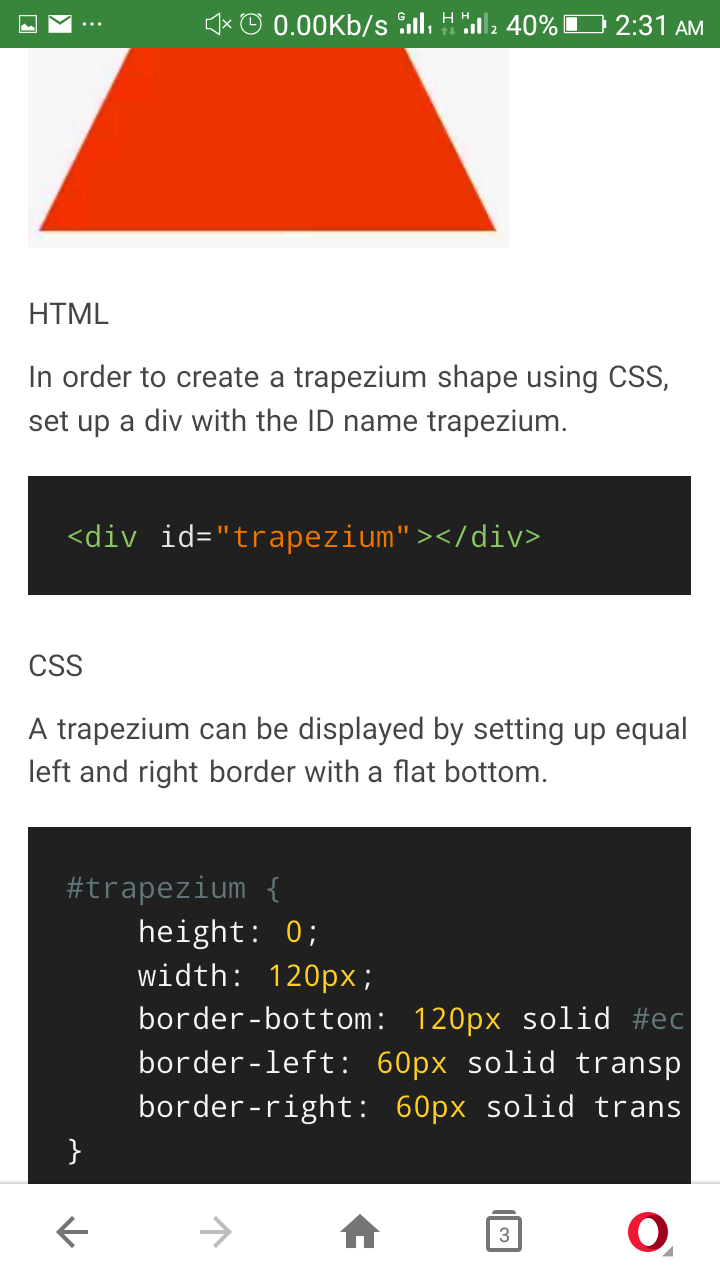 0.00Kb/s G 1 H H 2 40% 2:31 AM
HTML
In order to create a trapezium shape using CSS,
set up a div with the ID name trapezium.
<div id="trapezium"></div>
CSS
A trapezium can be displayed by setting up equal
left and right border with a flat bottom.
#trapezium {
    height: 0;
    width: 120px;
    border-bottom: 120px solid #ec
    border-left: 60px solid transp
    border-right: 60px solid trans
}
3